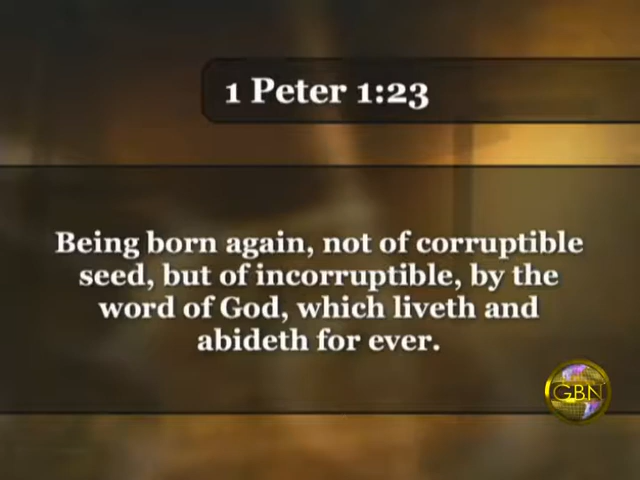 1 Peter 1:23
Being born again, not of corruptible
seed, but of incorruptible, by the
word of God, which liveth and
abideth for ever.
GBN